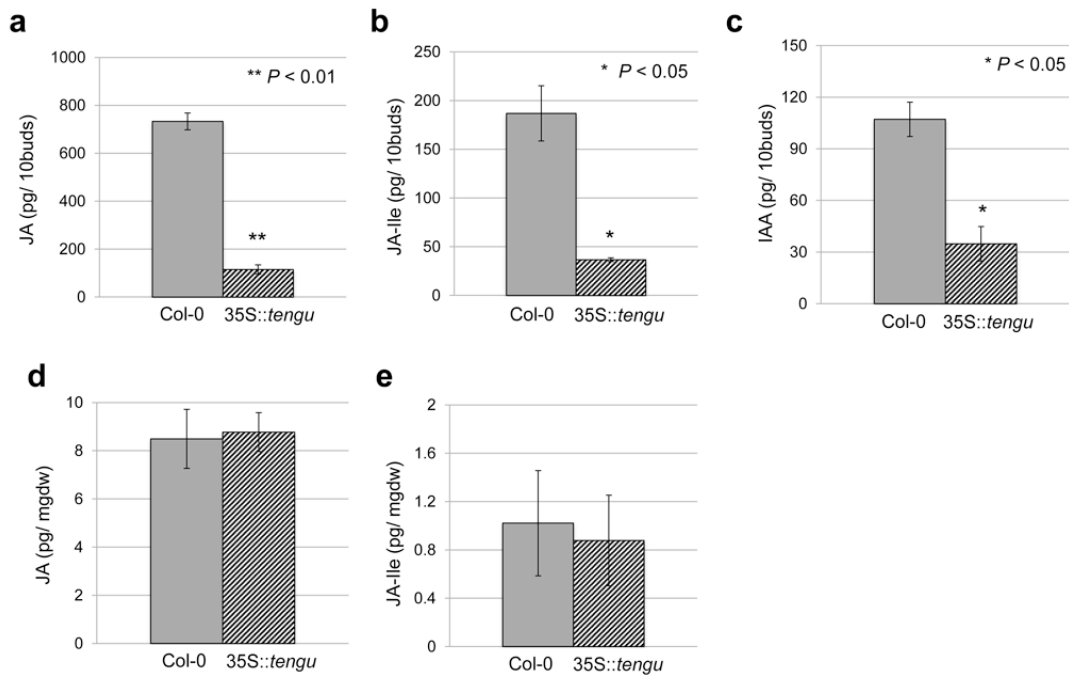 a
b
c
** P < 0.01
* P < 0.05
* P < 0.05
JA (pg/ 10buds)
1000
800
600
400
200
0
**
Col-0 35S::tengu
JA-Ile (pg/ 10buds)
250
200
150
100
50
0
*
Col-0 35S::tengu
IAA (pg/ 10buds)
150
120
90
60
30
0
*
Col-0 35S::tengu
d
e
JA (pg/ mgdw)
10
8
6
4
2
0
Col-0 35S::tengu
JA-Ile (pg/ mgdw)
2
1.6
1.2
0.8
0.4
0
Col-0 35S::tengu